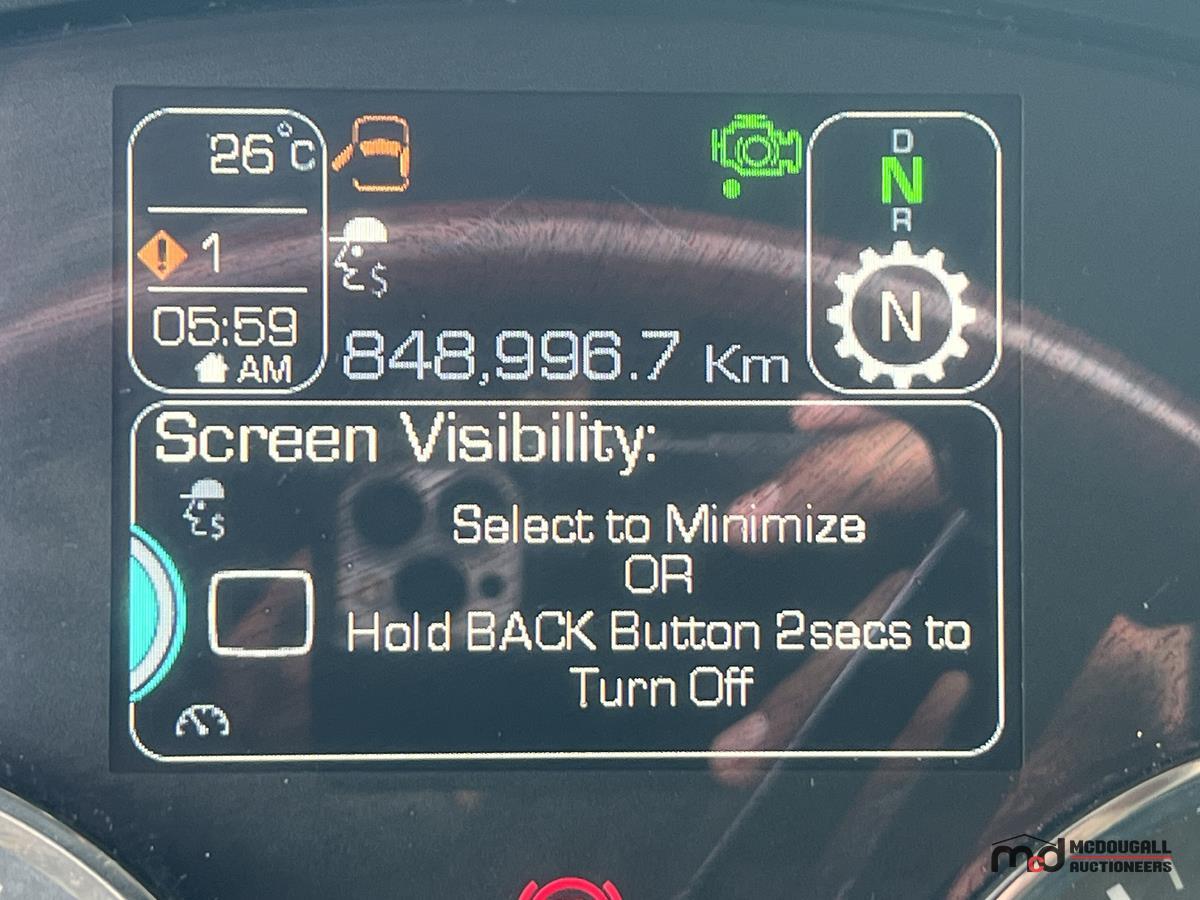 26°C
1
05:59
AM
848,996.7 Km
D
N
R
N
$
Screen Visibility:
$
Select to Minimize
OR
Hold BACK Button 2secs to
Turn Off
mcd MCDOUGALL
AUCTIONEERS